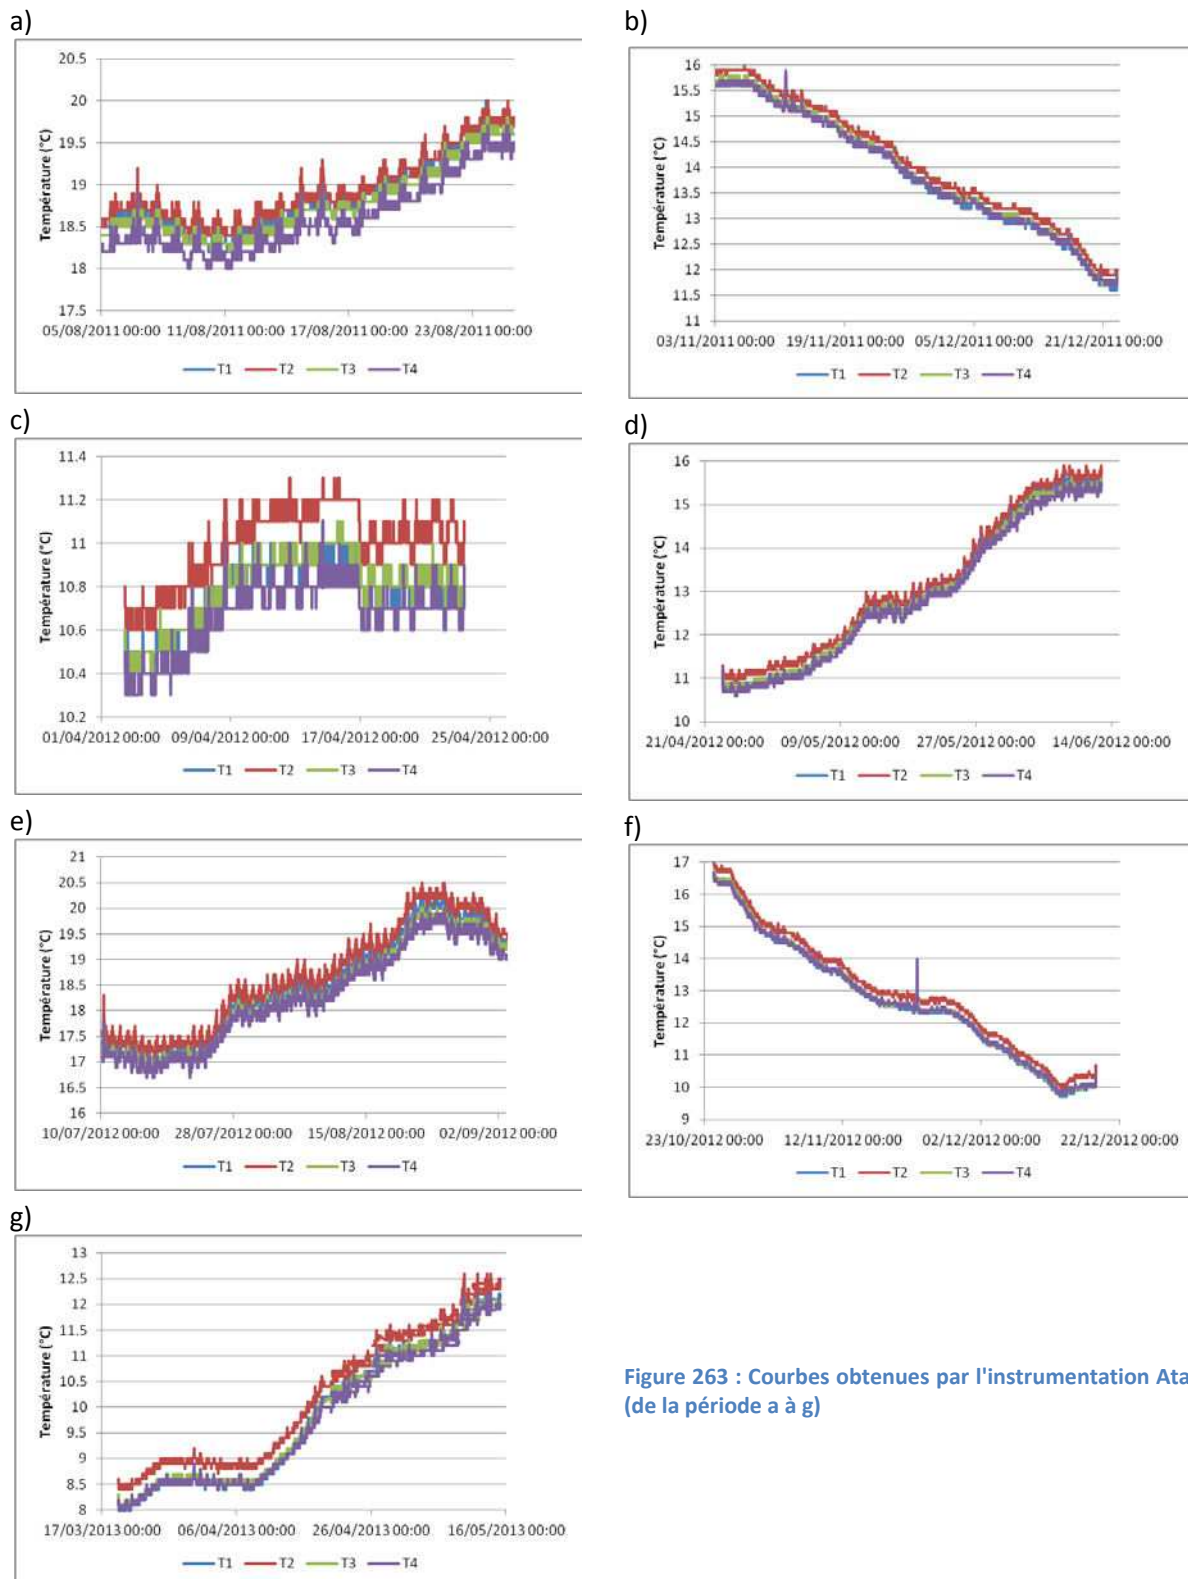 a)
20.5
20
19.5
19
18.5
18
17.5
Température (°C)
05/08/2011 00:00 11/08/2011 00:00 17/08/2011 00:00 23/08/2011 00:00
T1 T2 T3 T4
b)
16
15.5
15
14.5
14
13.5
13
12.5
12
11.5
11
Température (°C)
03/11/2011 00:00 19/11/2011 00:00 05/12/2011 00:00 21/12/2011 00:00
T1 T2 T3 T4
c)
11.4
11.2
11
10.8
10.6
10.4
10.2
Température (°C)
01/04/2012 00:00 09/04/2012 00:00 17/04/2012 00:00 25/04/2012 00:00
T1 T2 T3 T4
d)
16
15
14
13
12
11
10
Température (°C)
21/04/2012 00:00 09/05/2012 00:00 27/05/2012 00:00 14/06/2012 00:00
T1 T2 T3 T4
e)
21
20.5
20
19.5
19
18.5
18
17.5
17
16.5
16
Température (°C)
10/07/2012 00:00 28/07/2012 00:00 15/08/2012 00:00 02/09/2012 00:00
T1 T2 T3 T4
f)
17
16
15
14
13
12
11
10
9
Température (°C)
23/10/2012 00:00 12/11/2012 00:00 02/12/2012 00:00 22/12/2012 00:00
T1 T2 T3 T4
g)
13
12.5
12
11.5
11
10.5
10
9.5
9
8.5
8
Température (°C)
17/03/2013 00:00 06/04/2013 00:00 26/04/2013 00:00 16/05/2013 00:00
T1 T2 T3 T4
Figure 263 : Courbes obtenues par l'instrumentation Ata
(de la période a à g)